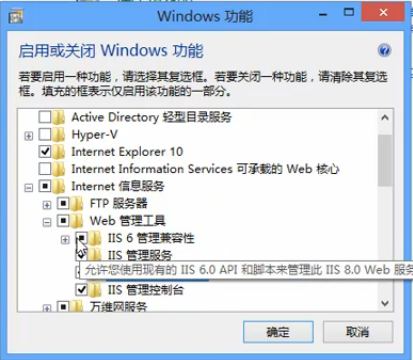 Windows 功能
启用或关闭 Windows 功能
若要启用一种功能，请选择其复选框。若要关闭一种功能，请清除其复选
框。填充的框表示仅启用该功能的一部分。
Active Directory 轻型目录服务
Hyper-V
Internet Explorer 10
Internet Information Services 可承载的 Web 核心
Internet 信息服务
FTP 服务器
Web 管理工具
IIS 6 管理兼容性
IIS 管理服务
允许您使用现有的 IIS 6.0 API 和脚本来管理此 IIS 8.0 Web 服务
IIS 管理控制台
万维网服务
确定
取消